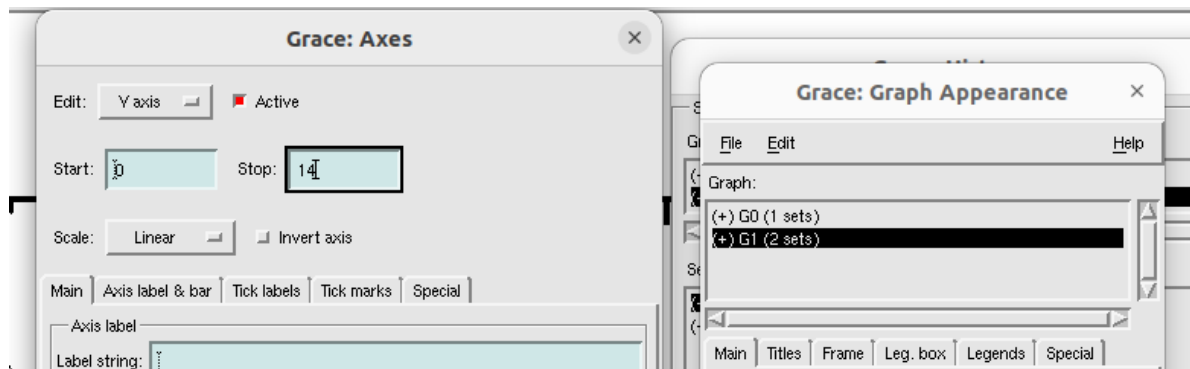 Grace: Axes
Edit: Y axis Active
Start: 0 Stop: 14
Scale: Linear Invert axis
Main Axis label & bar Tick labels Tick marks Special
Axis label
Label string:
Grace: Graph Appearance
File Edit Help
Graph:
(+) G0 (1 sets)
(+) G1 (2 sets)
Main Titles Frame Leg. box Legends Special